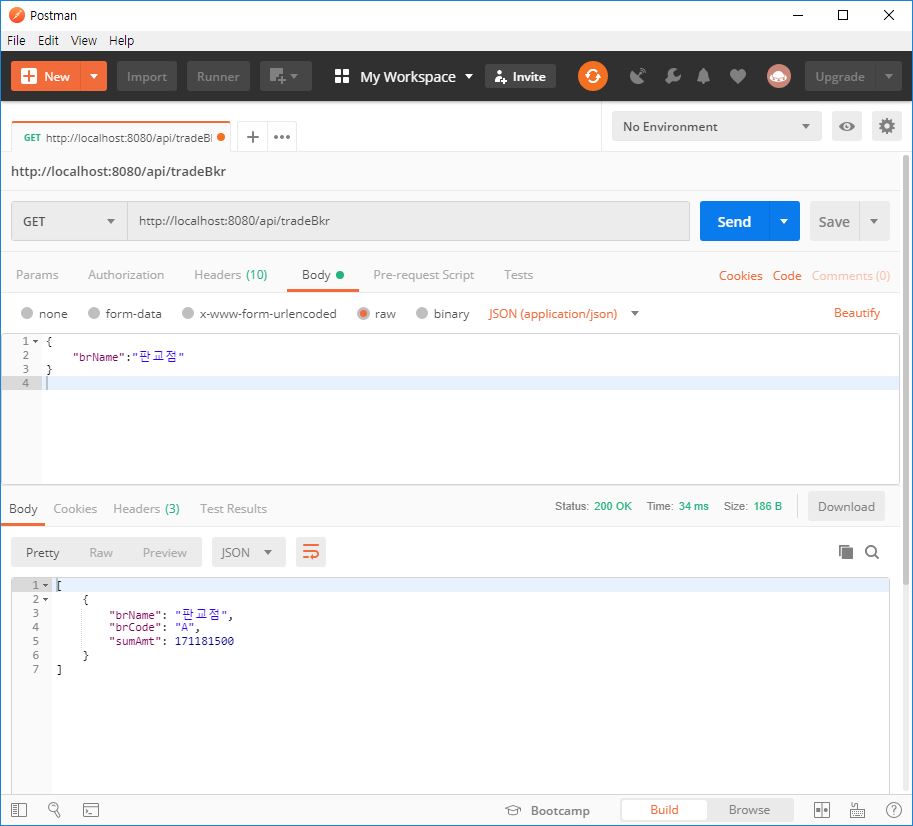 Postman
File Edit View Help
New Import Runner My Workspace Invite Upgrade
GET http://localhost:8080/api/tradeBl + ••• No Environment
http://localhost:8080/api/tradeBkr
GET http://localhost:8080/api/tradeBkr Send Save
Params Authorization Headers (10) Body Pre-request Script Tests Cookies Code Comments (0)
none form-data x-www-form-urlencoded raw binary JSON (application/json) Beautify
1 {
2 "brName":"판교점"
3 }
4
Body Cookies Headers (3) Test Results Status: 200 OK Time: 34 ms Size: 186 B Download
Pretty Raw Preview JSON
1 [
2 {
3 "brName": "판교점",
4 "brCode": "A",
5 "sumAmt": 171181500
6 }
7 ]
Bootcamp Build Browse